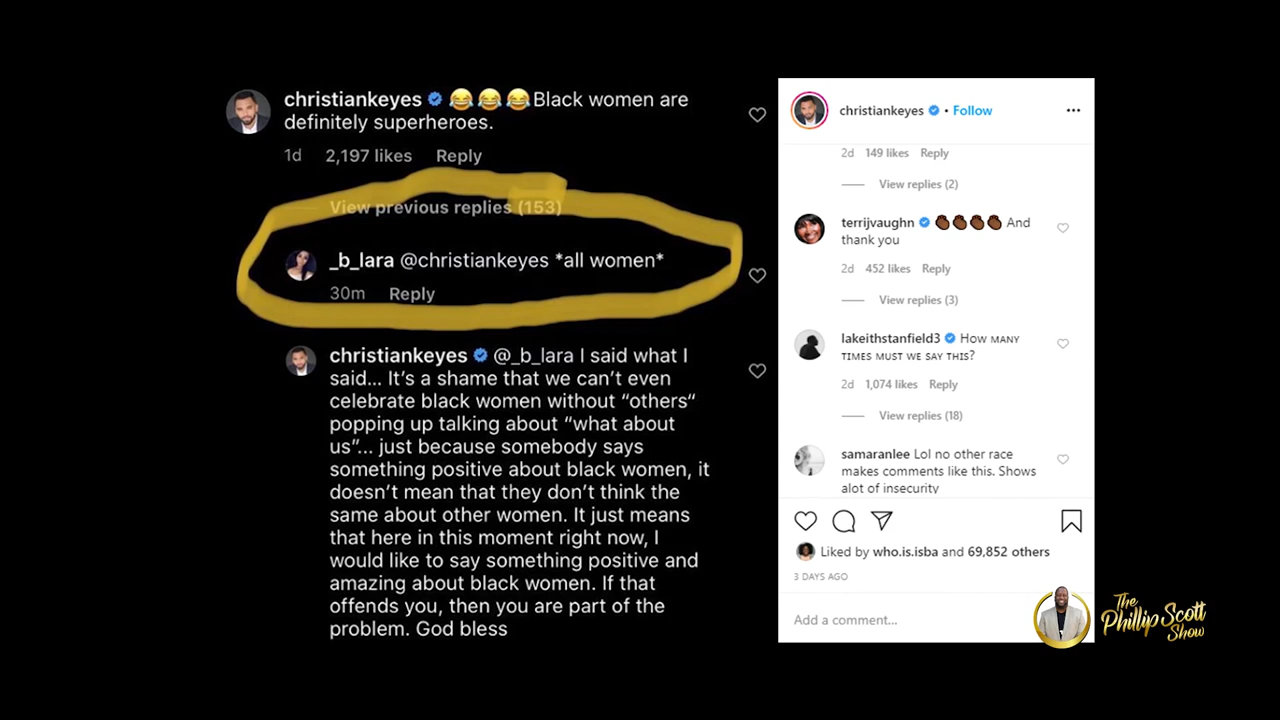 christiankeyes 😂😂😂Black women are
definitely superheroes.
1d 2,197 likes Reply
View previous replies (153)
_b_lara @christiankeyes *all women*
30m Reply
christiankeyes @_b_lara I said what I
said... It's a shame that we can't even
celebrate black women without “others“
popping up talking about “what about
us”... just because somebody says
something positive about black women, it
doesn't mean that they don't think the
same about other women. It just means
that here in this moment right now, I
would like to say something positive and
amazing about black women. If that
offends you, then you are part of the
problem. God bless
christiankeyes • Follow
2d 149 likes Reply
View replies (2)
terrijvaughn ✊🏿✊🏿✊🏿✊🏿 And
thank you
2d 452 likes Reply
View replies (3)
lakeithstanfield3 How many
times must we say this?
2d 1,074 likes Reply
View replies (18)
samaranlee Lol no other race
makes comments like this. Shows
alot of insecurity
Liked by who.is.isba and 69,852 others
3 DAYS AGO
Add a comment...
The
Phillip Scott
Show